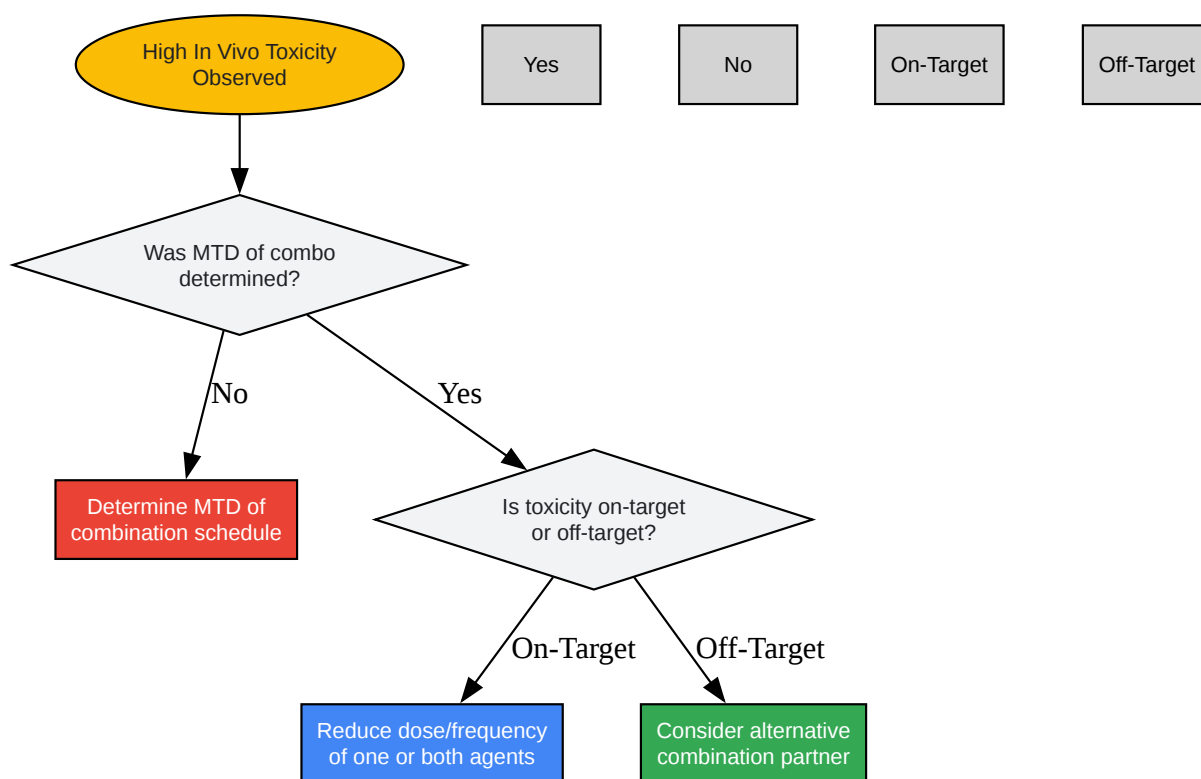 High In Vivo Toxicity
Observed
Yes
No
On-Target
Off-Target
Was MTD of combo
determined?
No
Yes
Determine MTD of
combination schedule
Is toxicity on-target
or off-target?
On-Target
Off-Target
Reduce dose/frequency
of one or both agents
Consider alternative
combination partner